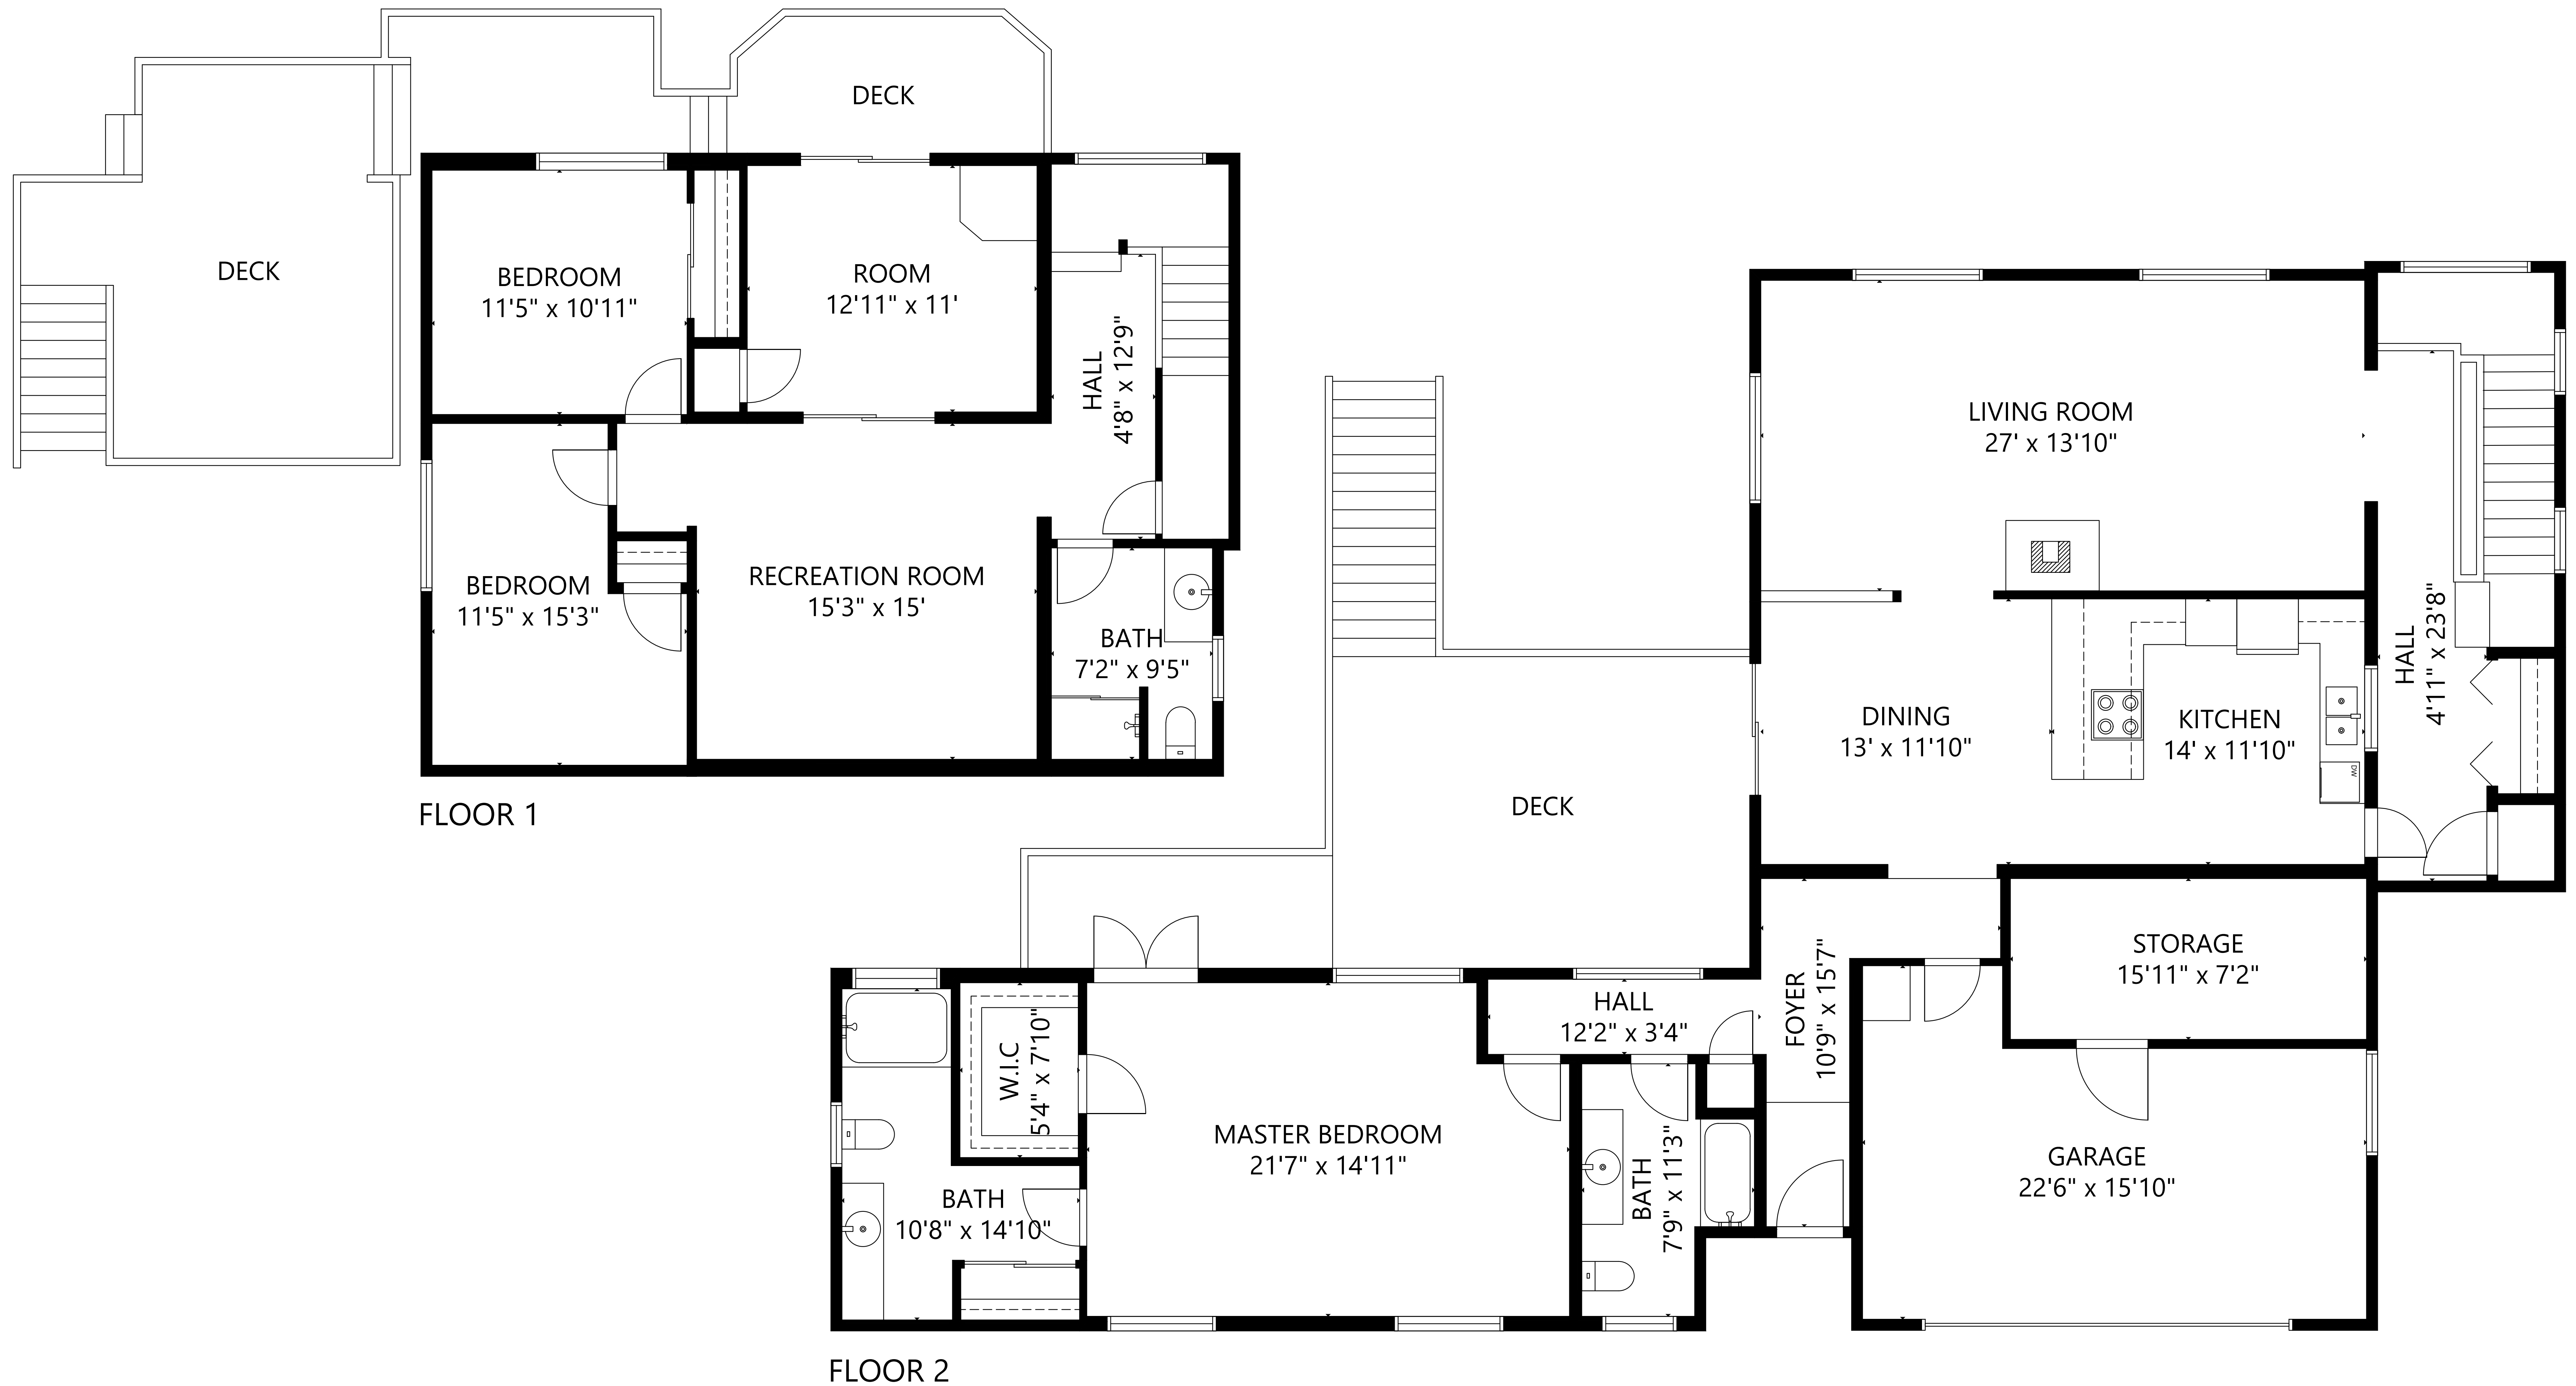 DECK
DECK
BEDROOM
11'5" x 10'11"
ROOM
12'11" x 11'
HALL
4'8" x 12'9"
BEDROOM
11'5" x 15'3"
RECREATION ROOM
15'3" x 15'
BATH
7'2" x 9'5"
FLOOR 1
LIVING ROOM
27' x 13'10"
HALL
4'11" x 23'8"
DINING
13' x 11'10"
KITCHEN
14' x 11'10"
DW
DECK
STORAGE
15'11" x 7'2"
FOYER
10'9" x 15'7"
HALL
12'2" x 3'4"
W.I.C
5'4" x 7'10"
MASTER BEDROOM
21'7" x 14'11"
BATH
7'9" x 11'3"
GARAGE
22'6" x 15'10"
BATH
10'8" x 14'10"
FLOOR 2